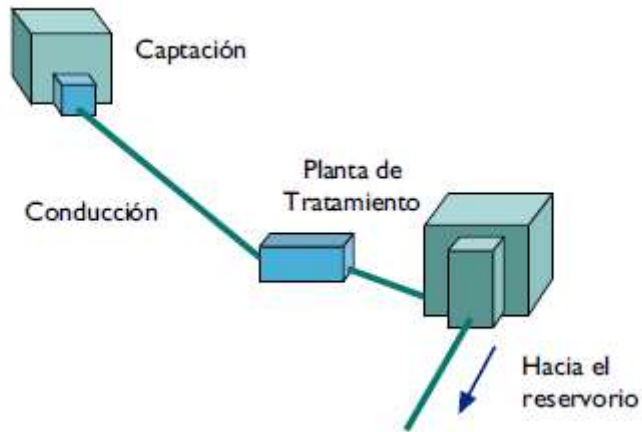 Captación
Planta de
Tratamiento
Conducción
Hacia el
reservorio